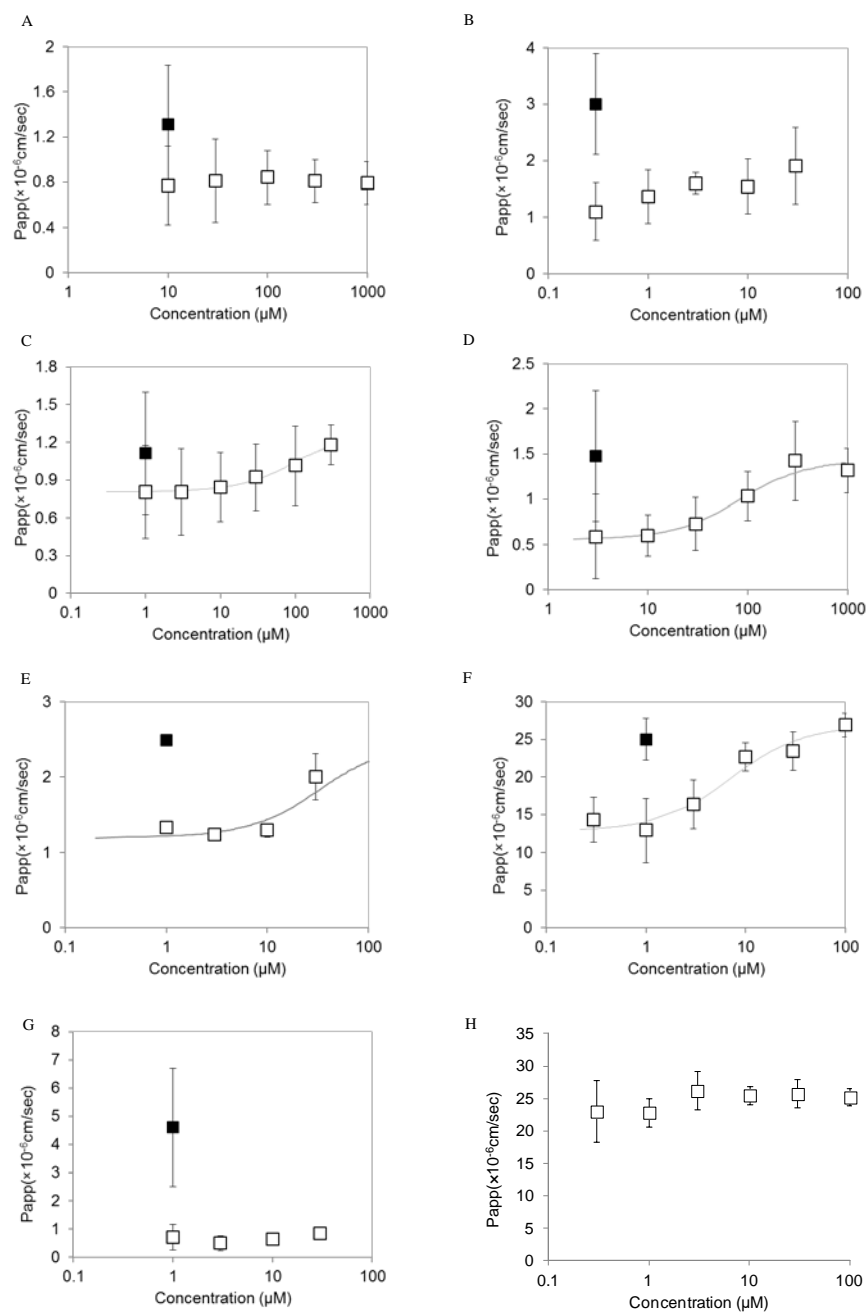 A
2
1.6
1.2
0.8
0.4
0
Papp(×10-6cm/sec)
1 10 100 1000
Concentration (µM)
B
4
3
2
1
0
Papp(×10-6cm/sec)
0.1 1 10 100
Concentration (µM)
C
1.8
1.5
1.2
0.9
0.6
0.3
0
Papp(×10-6cm/sec)
0.1 1 10 100 1000
Concentration (µM)
D
2.5
2
1.5
1
0.5
0
Papp(×10-6cm/sec)
1 10 100 1000
Concentration (µM)
E
3
2
1
0
Papp(×10-6cm/sec)
0.1 1 10 100
Concentration (µM)
F
30
25
20
15
10
5
0
Papp(×10-6cm/sec)
0.1 1 10 100
Concentration (µM)
G
8
7
6
5
4
3
2
1
0
Papp(×10-6cm/sec)
0.1 1 10 100
Concentration (µM)
H
35
30
25
20
15
10
5
0
Papp(×10-6cm/sec)
0.1 1 10 100
Concentration (µM)